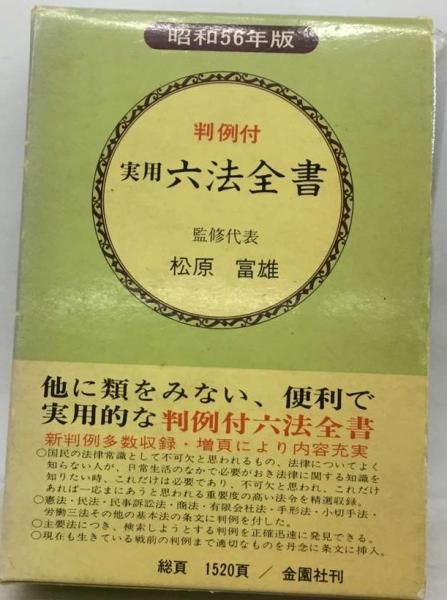 昭和56年版
判例付
実用 六法全書
監修代表
松原 富雄
他に類をみない、便利で
実用的な判例付六法全書
新判例多数収録・増頁により内容充実
○国民の法律常識として不可欠と思われるもの、法律についてよく
知らない人が、日常生活のなかで必要がおき法律に関する知識を
知りたい時、これだけは必要であり、不可欠と思われ、これだけ
あれば一応まにあうと思われる重要度の高い法令を精選収録。
○憲法・民法・民事訴訟法・商法・有限会社法・手形法・小切手法・
労働三法その他の基本法の条文に判例を付した。
○主要法につき、検索しようとする判例を正確迅速に発見できる。
○現在も生きている戦前の判例まで適切なものを丹念に条文に挿入。
総頁 1520頁 / 金園社刊